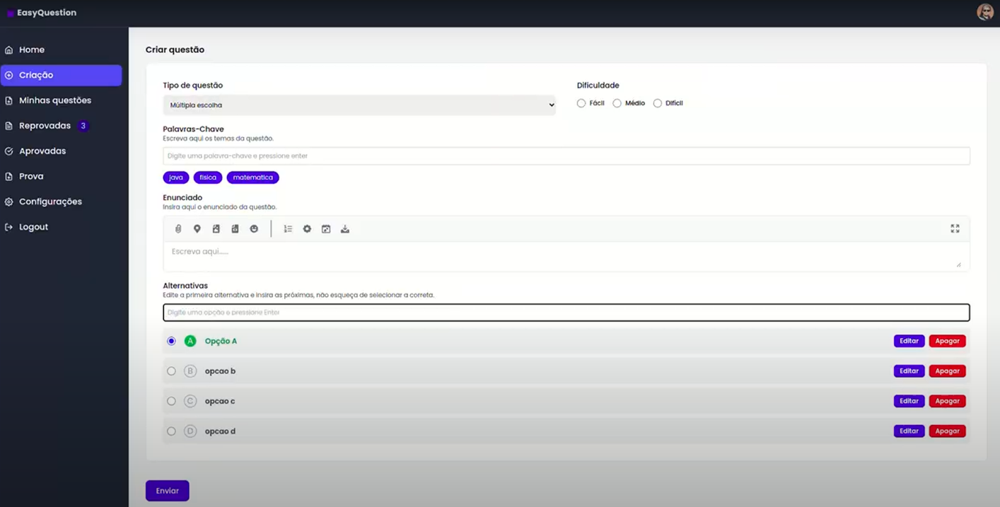 EasyQuestion
Home
Criação
Minhas questões
Reprovadas 3
Aprovadas
Prova
Configurações
Logout
Criar questão
Tipo de questão
Múltipla escolha
Dificuldade
Fácil Médio Difícil
Palavras-Chave
Escreva aqui os temas da questão.
Digite uma palavra-chave e pressione enter
java fisica matematica
Enunciado
Insira aqui o enunciado da questão.
Escreva aqui......
Alternativas
Edite a primeira alternativa e insira as próximas, não esqueça de selecionar a correta.
Digite uma opção e pressione Enter
A Opção A Editar Apagar
B opcao b Editar Apagar
C opcao c Editar Apagar
D opcao d Editar Apagar
Enviar